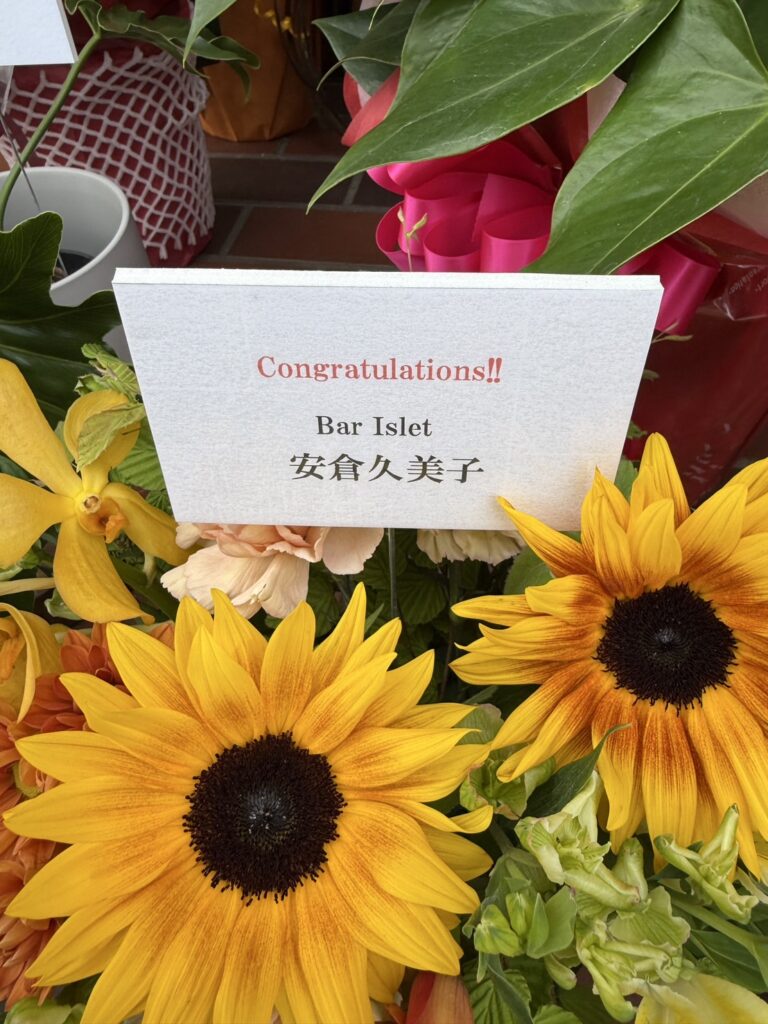 Congratulations!!
Bar Islet
安倉久美子